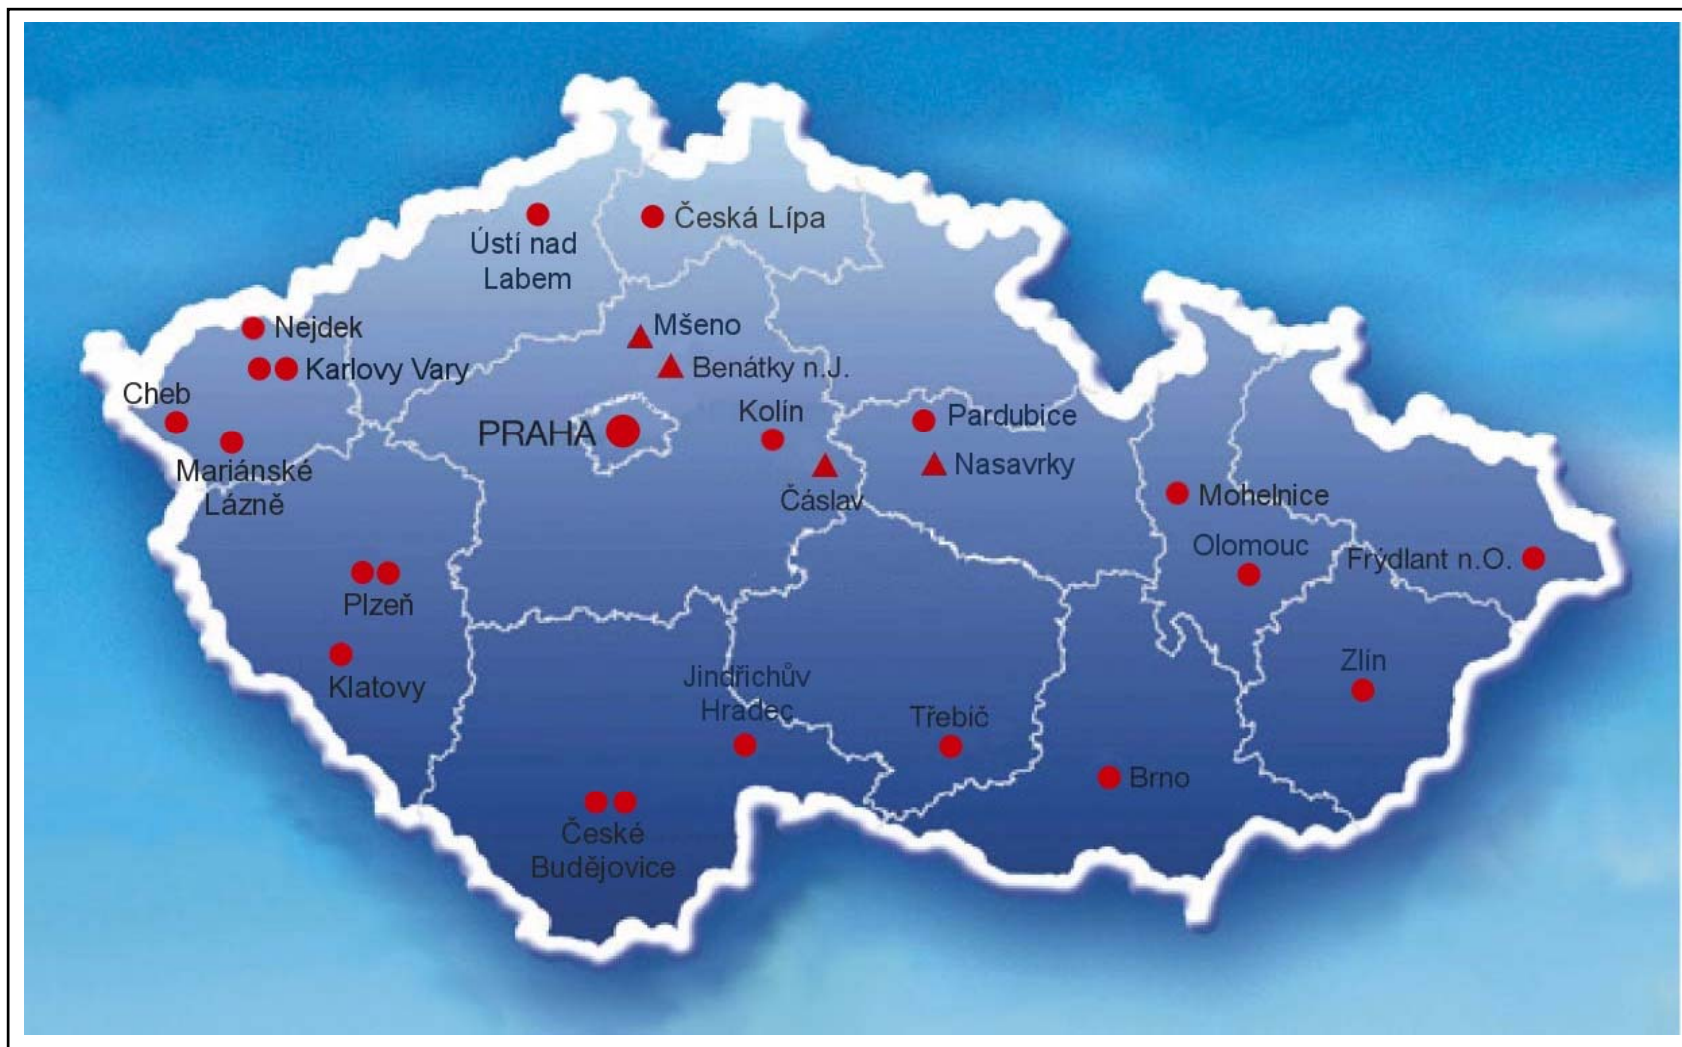 Ústí nad
Labem
Česká Lípa
Nejdek
Mšeno
Karlovy Vary
Benátky n.J.
Cheb
PRAHA
Kolín
Pardubice
Mariánské
Lázně
Čáslav
Nasavrky
Mohelnice
Olomouc
Frýdlant n.O.
Plzeň
Klatovy
Jindřichův
Hradec
Třebíč
Zlín
Brno
České
Budějovice